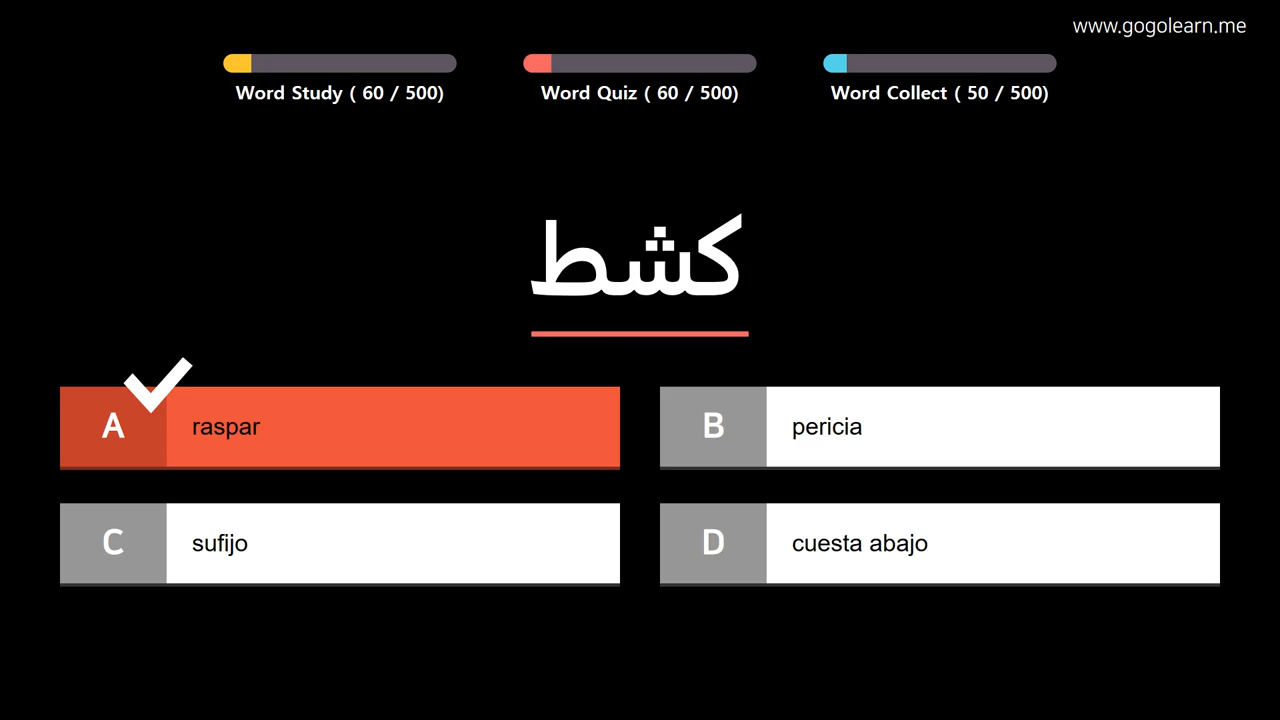 www.gogolearn.me
Word Study ( 60 / 500)
Word Quiz ( 60 / 500)
Word Collect ( 50 / 500)
كشط
A raspar
B pericia
C sufijo
D cuesta abajo